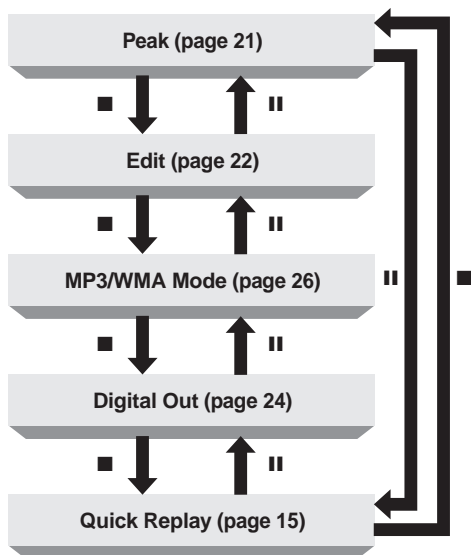 Peak (page 21)
Edit (page 22)
MP3/WMA Mode (page 26)
Digital Out (page 24)
Quick Replay (page 15)